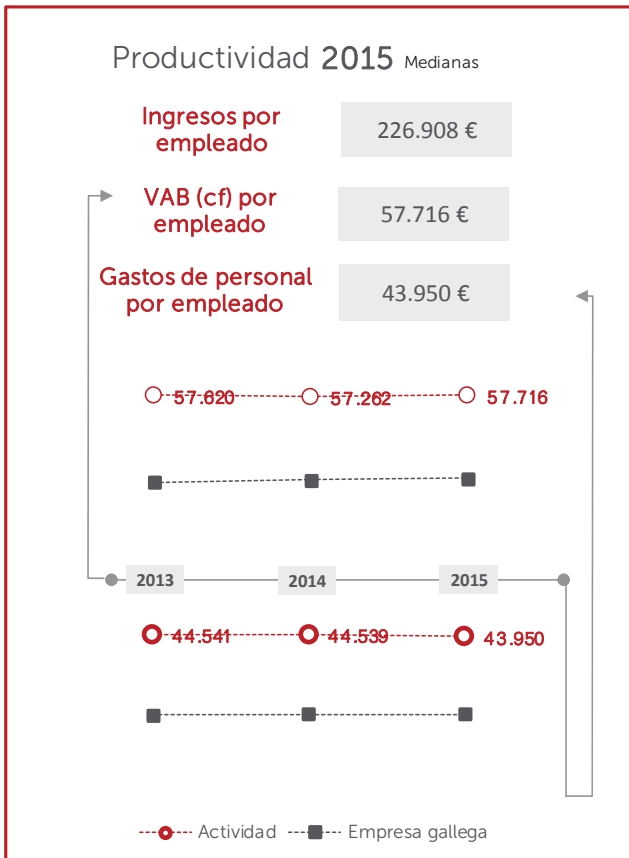 Productividad 2015 Medianas
Ingresos por
empleado
226.908 €
VAB (cf) por
empleado
57.716 €
Gastos de personal
por empleado
43.950 €
57.620 57.262 57.716
2013 2014 2015
44.541 44.539 43.950
Actividad Empresa gallega